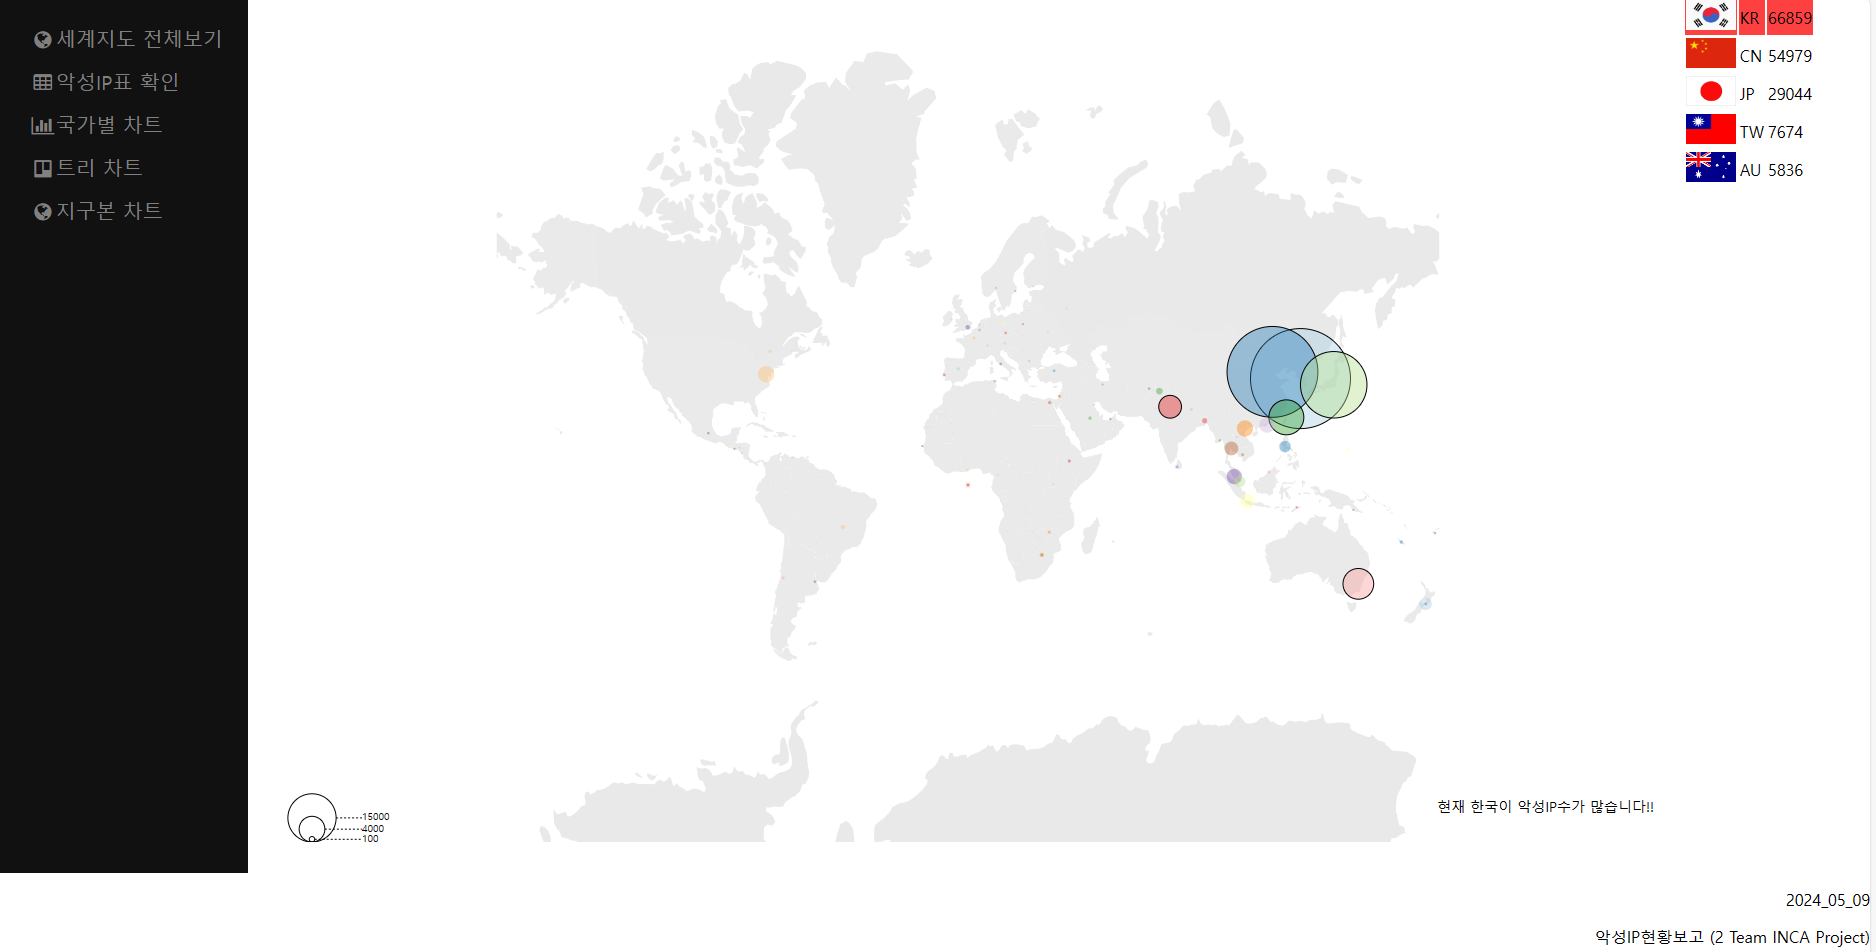 세계지도 전체보기
악성IP표 확인
국가별 차트
트리 차트
지구본 차트
KR 66859
CN 54979
JP 29044
TW 7674
AU 5836
15000
4000
100
현재 한국이 악성IP수가 많습니다!!
2024_05_09
악성IP현황보고 (2 Team INCA Project)